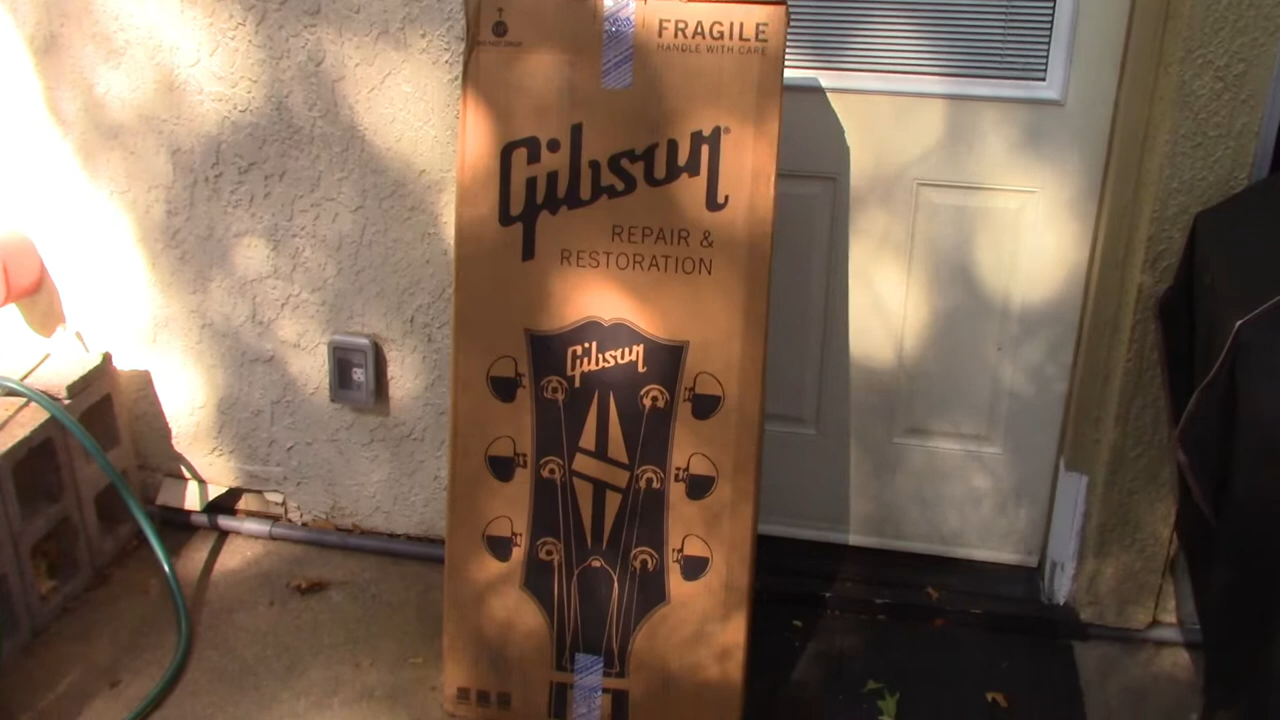 FRAGILE
HANDLE WITH CARE
Gibson®
REPAIR &
RESTORATION
Gibson